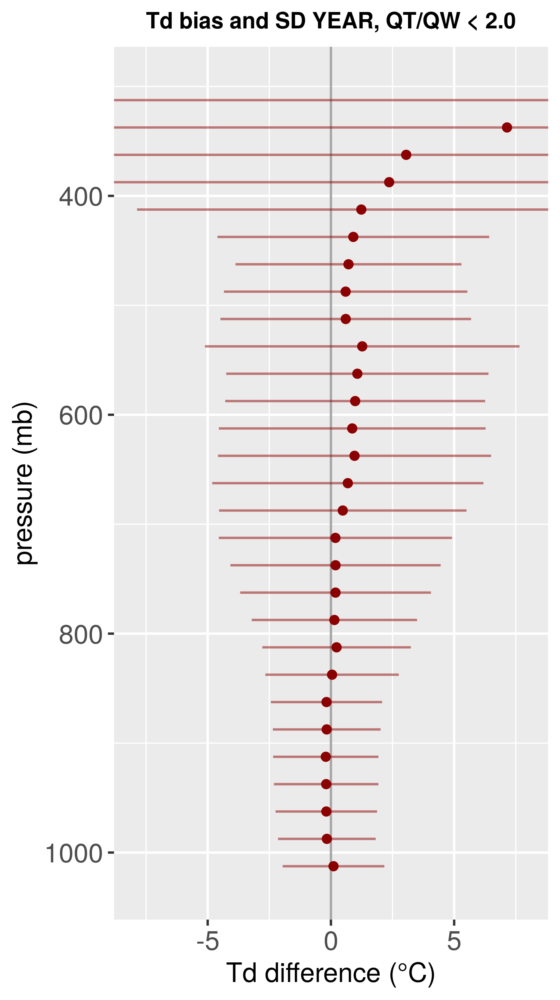 Td bias and SD YEAR, QT/QW < 2.0
400
600
800
1000
pressure (mb)
-5 0 5
Td difference (°C)